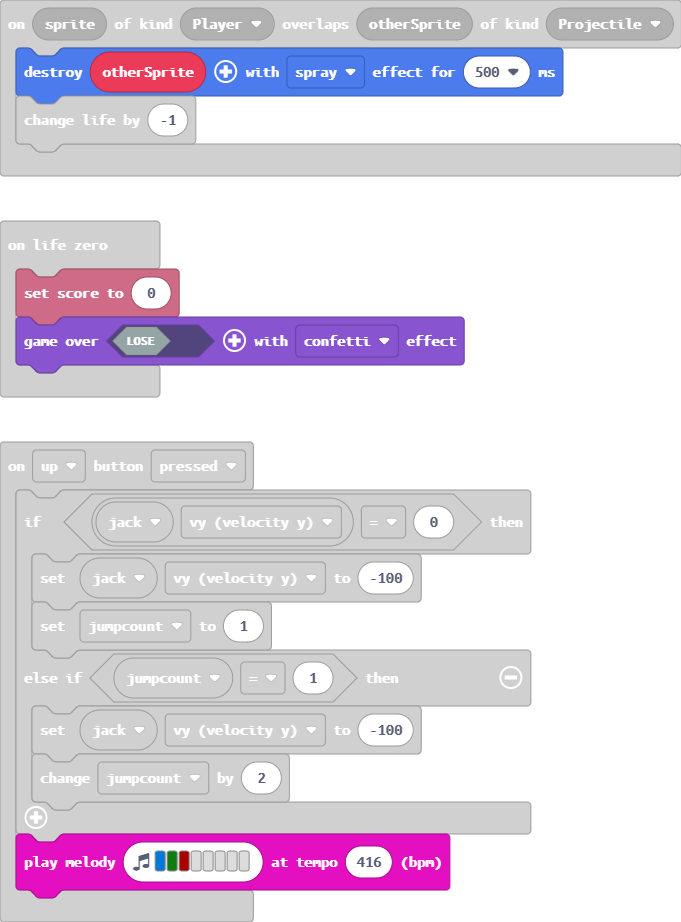 on sprite of kind Player overlaps otherSprite of kind Projectile
destroy otherSprite with spray effect for 500 ms
change life by -1
on life zero
set score to 0
game over LOSE with confetti effect
on up button pressed
if jack vy (velocity y) = 0 then
set jack vy (velocity y) to -100
set jumpcount to 1
else if jumpcount = 1 then
set jack vy (velocity y) to -100
change jumpcount by 2
play melody at tempo 416 (bpm)